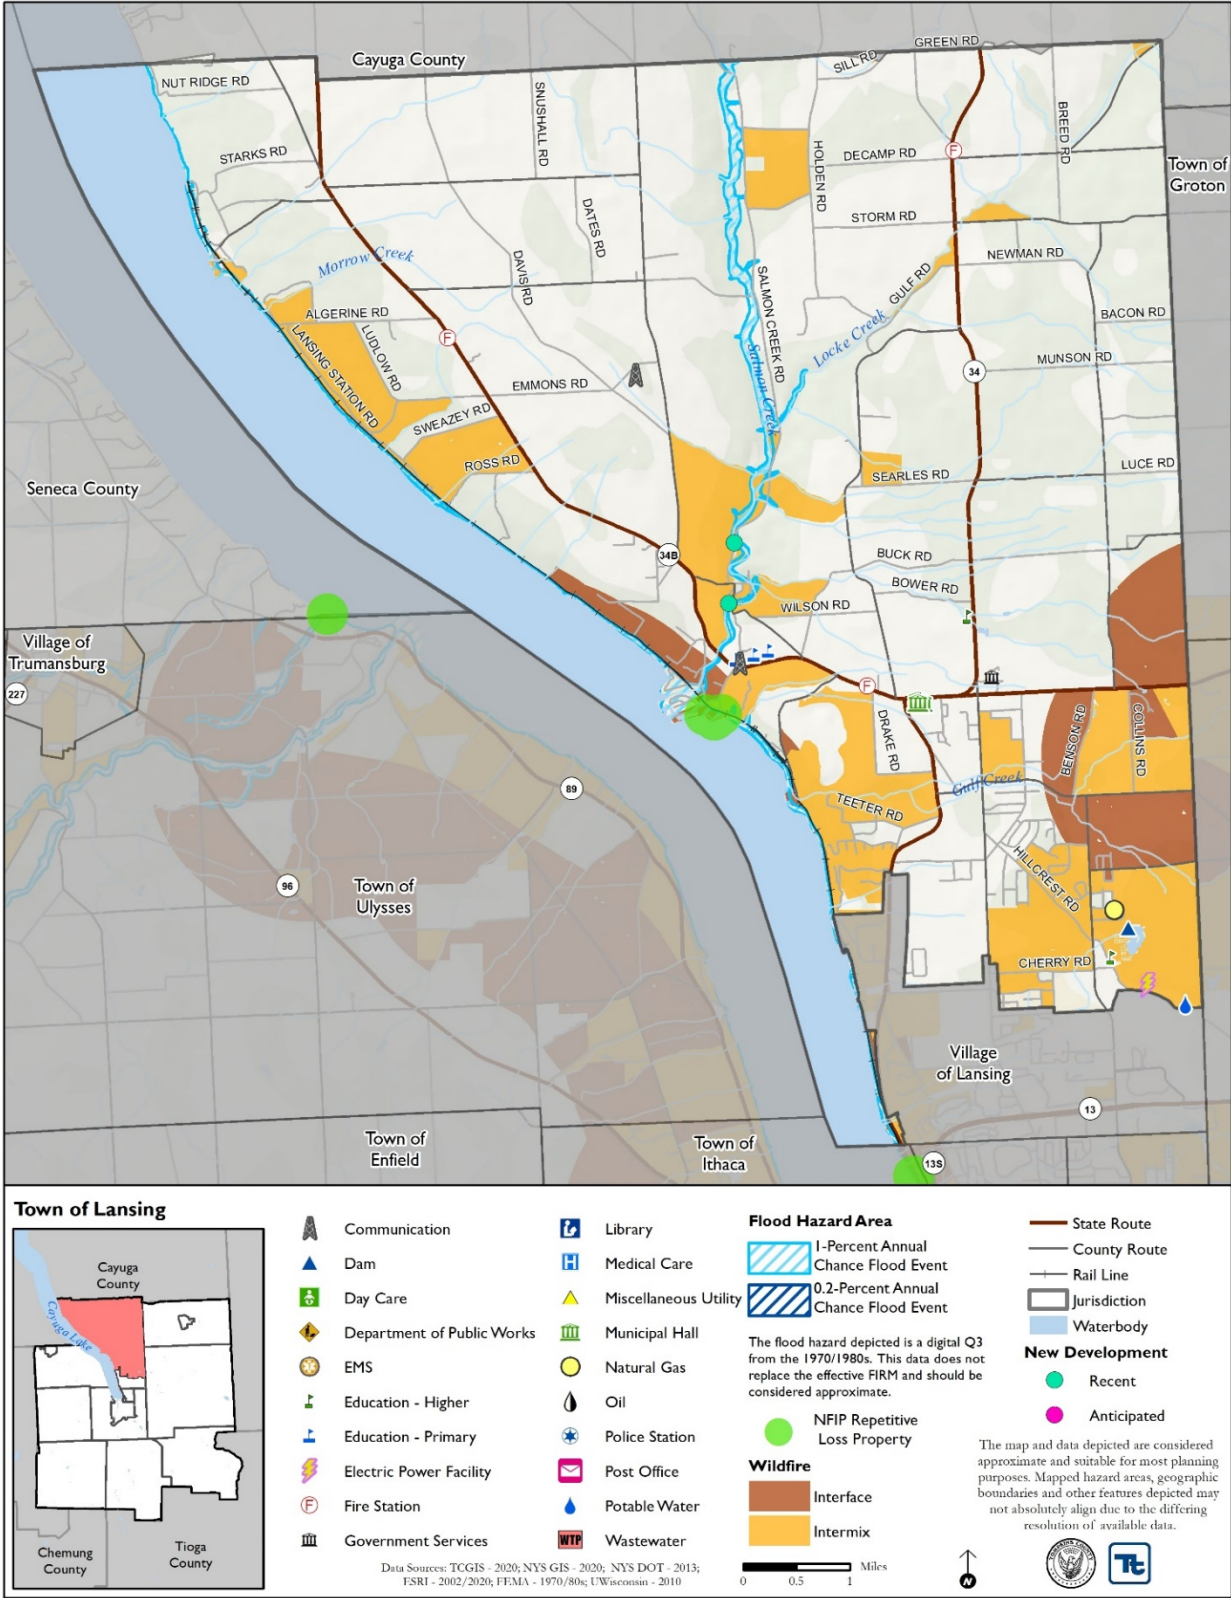 Cayuga County
GREEN RD
SILL RD
NUT RIDGE RD
SNUSHALL RD
BREED RD
HOLDEN RD
DECAMP RD
F
STARKS RD
Town of
Groton
DATES RD
STORM RD
NEWMAN RD
Morrow Creek
DAVIS RD
SALMON CREEK RD
GULF RD
ALGERINE RD
BACON RD
Locke Creek
LANSING STATION RD
LUDLOW RD
F
Salmon Creek
MUNSON RD
34
EMMONS RD
SWEAZEY RD
ROSS RD
SEARLES RD
LUCE RD
Seneca County
34B
BUCK RD
BOWER RD
WILSON RD
Village of
Trumansburg
227
F
DRAKE RD
BENSON RD
COLLINS RD
89
Gulf Creek
TEETER RD
HILLCREST RD
96
Town of
Ulysses
CHERRY RD
Village
of Lansing
13
Town of
Enfield
Town of
Ithaca
13S
Town of Lansing
Cayuga
County
Cayuga Lake
Chemung
County
Tioga
County
Communication
Dam
Day Care
Department of Public Works
EMS
Education - Higher
Education - Primary
Electric Power Facility
F Fire Station
Government Services
Library
H Medical Care
Miscellaneous Utility
Municipal Hall
Natural Gas
Oil
Police Station
Post Office
Potable Water
WTP Wastewater
Data Sources: TCGIS - 2020; NYS GIS - 2020; NYS DOT - 2013;
ESRI - 2002/2020; FEMA - 1970/80s; UWisconsin - 2010
Flood Hazard Area
1-Percent Annual
Chance Flood Event
0.2-Percent Annual
Chance Flood Event
The flood hazard depicted is a digital Q3
from the 1970/1980s. This data does not
replace the effective FIRM and should be
considered approximate.
NFIP Repetitive
Loss Property
Wildfire
Interface
Intermix
Miles
0 0.5 1
State Route
County Route
Rail Line
Jurisdiction
Waterbody
New Development
Recent
Anticipated
The map and data depicted are considered
approximate and suitable for most planning
purposes. Mapped hazard areas, geographic
boundaries and other features depicted may
not absolutely align due to the differing
resolution of available data.
N
TOMPKINS COUNTY
Tt